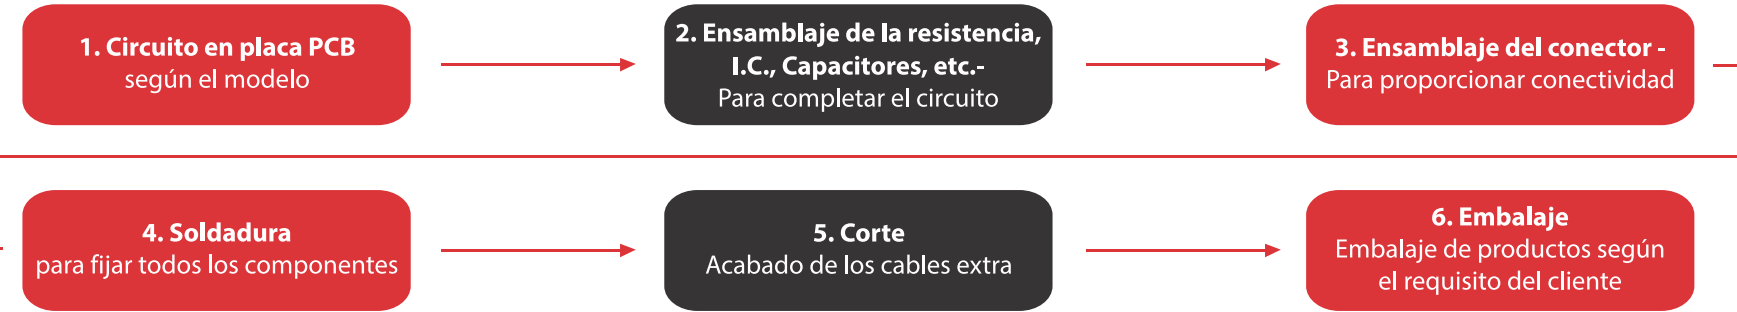 1. Circuito en placa PCB
según el modelo
2. Ensamblaje de la resistencia,
I.C., Capacitores, etc.-
Para completar el circuito
3. Ensamblaje del conector -
Para proporcionar conectividad
4. Soldadura
para fijar todos los componentes
5. Corte
Acabado de los cables extra
6. Embalaje
Embalaje de productos según
el requisito del cliente